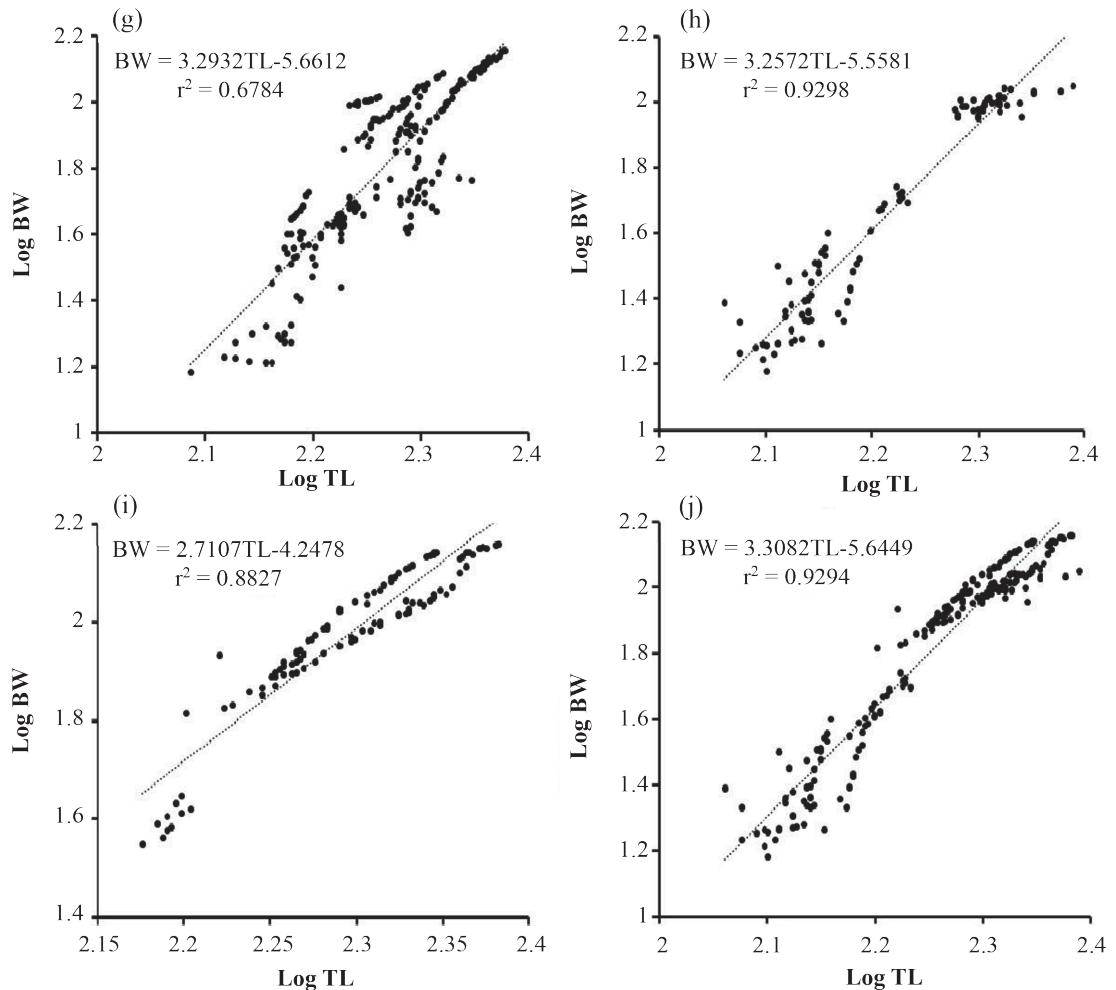 (g)
2.2
BW = 3.2932TL-5.6612
r² = 0.6784
2
1.8
1.6
1.4
1.2
1
Log BW
2
2.1
2.2
2.3
2.4
Log TL
(h)
2.2
BW = 3.2572TL-5.5581
r² = 0.9298
2
1.8
1.6
1.4
1.2
1
Log BW
2
2.1
2.2
2.3
2.4
Log TL
(i)
2.2
BW = 2.7107TL-4.2478
r² = 0.8827
2
1.8
1.6
1.4
Log BW
2.15
2.2
2.25
2.3
2.35
2.4
Log TL
(j)
2.2
BW = 3.3082TL-5.6449
r² = 0.9294
2
1.8
1.6
1.4
1.2
1
Log BW
2
2.1
2.2
2.3
2.4
Log TL